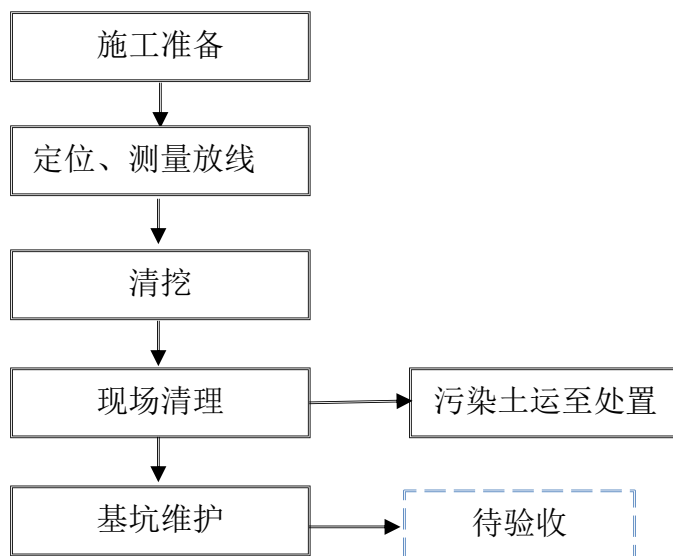 施工准备
定位、测量放线
清挖
现场清理
污染土运至处置
基坑维护
待验收